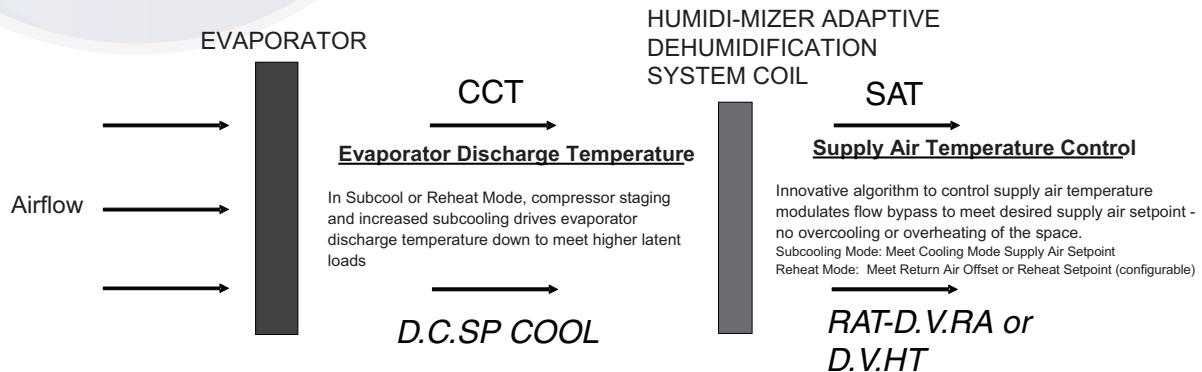 EVAPORATOR
HUMIDI-MIZER ADAPTIVE
DEHUMIDIFICATION
SYSTEM COIL
CCT
SAT
Evaporator Discharge Temperature
Supply Air Temperature Control
Airflow
In Subcool or Reheat Mode, compressor staging
and increased subcooling drives evaporator
discharge temperature down to meet higher latent
loads
Innovative algorithm to control supply air temperature
modulates flow bypass to meet desired supply air setpoint -
no overcooling or overheating of the space.
Subcooling Mode: Meet Cooling Mode Supply Air Setpoint
Reheat Mode: Meet Return Air Offset or Reheat Setpoint (configurable)
D.C.SP COOL
RAT-D.V.RA or
D.V.HT